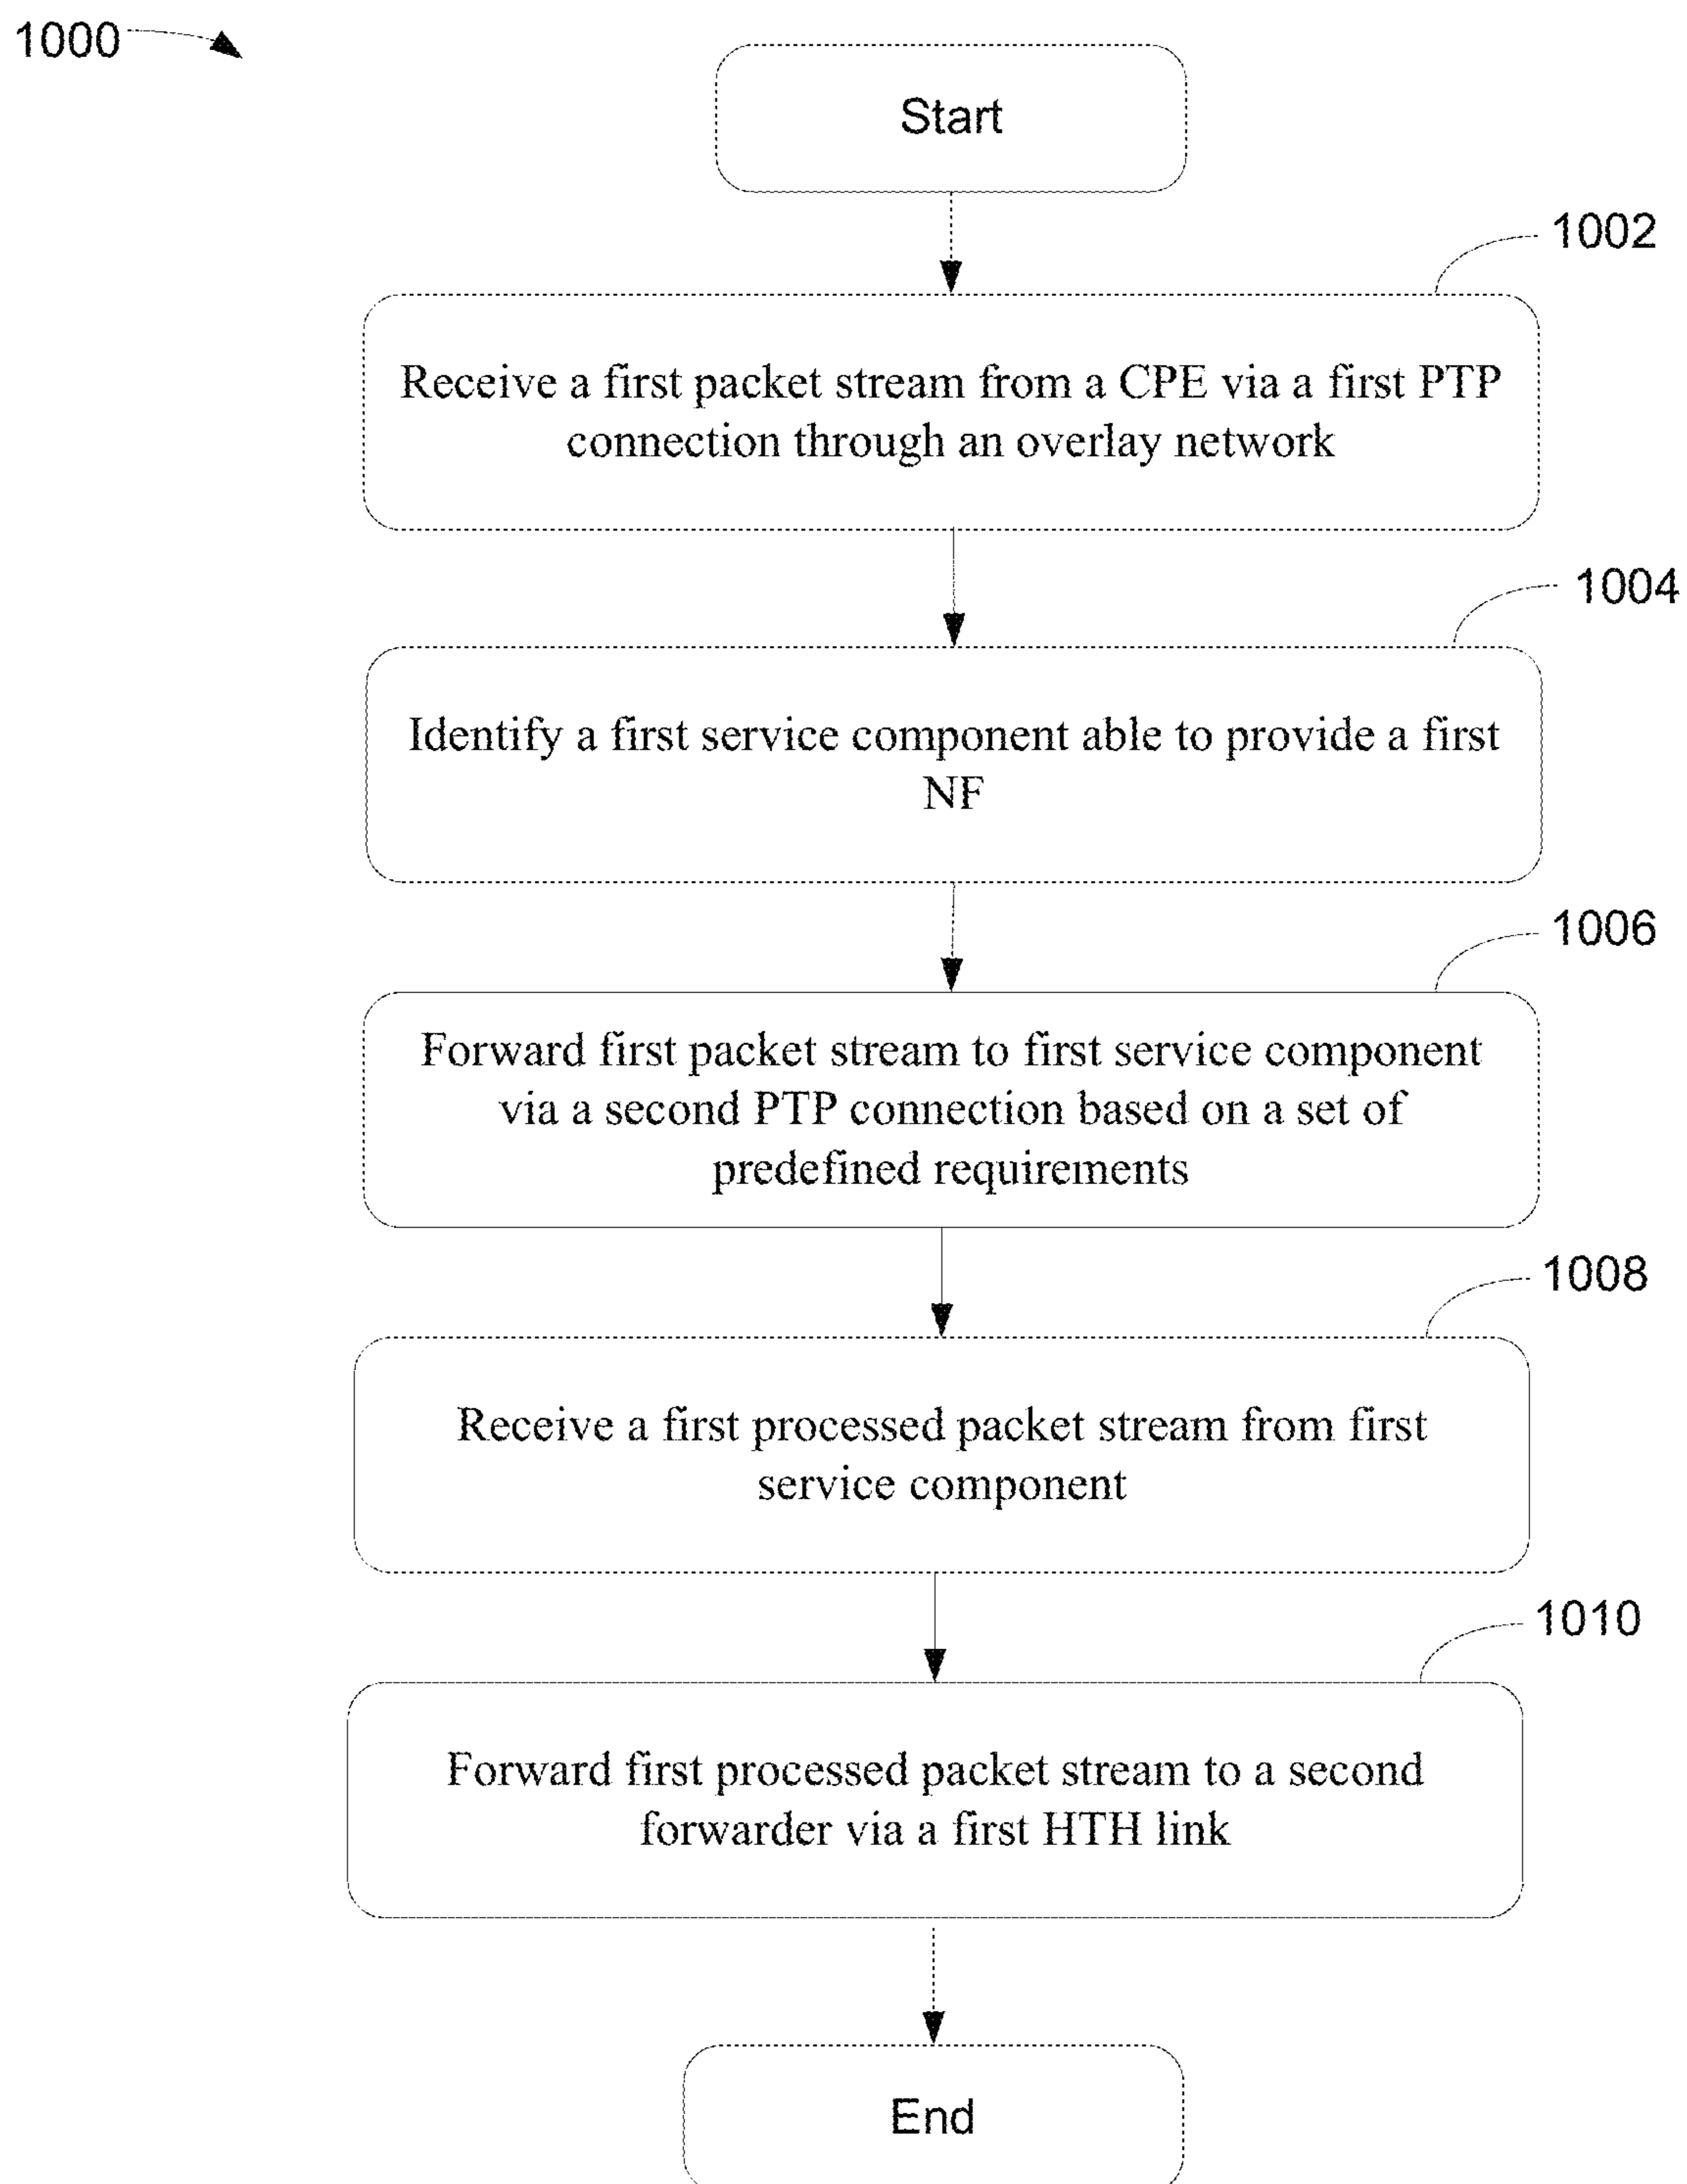 1000
Start
1002
Receive a first packet stream from a CPE via a first PTP
connection through an overlay network
1004
Identify a first service component able to provide a first
NF
1006
Forward first packet stream to first service component
via a second PTP connection based on a set of
predefined requirements
1008
Receive a first processed packet stream from first
service component
1010
Forward first processed packet stream to a second
forwarder via a first HTH link
End